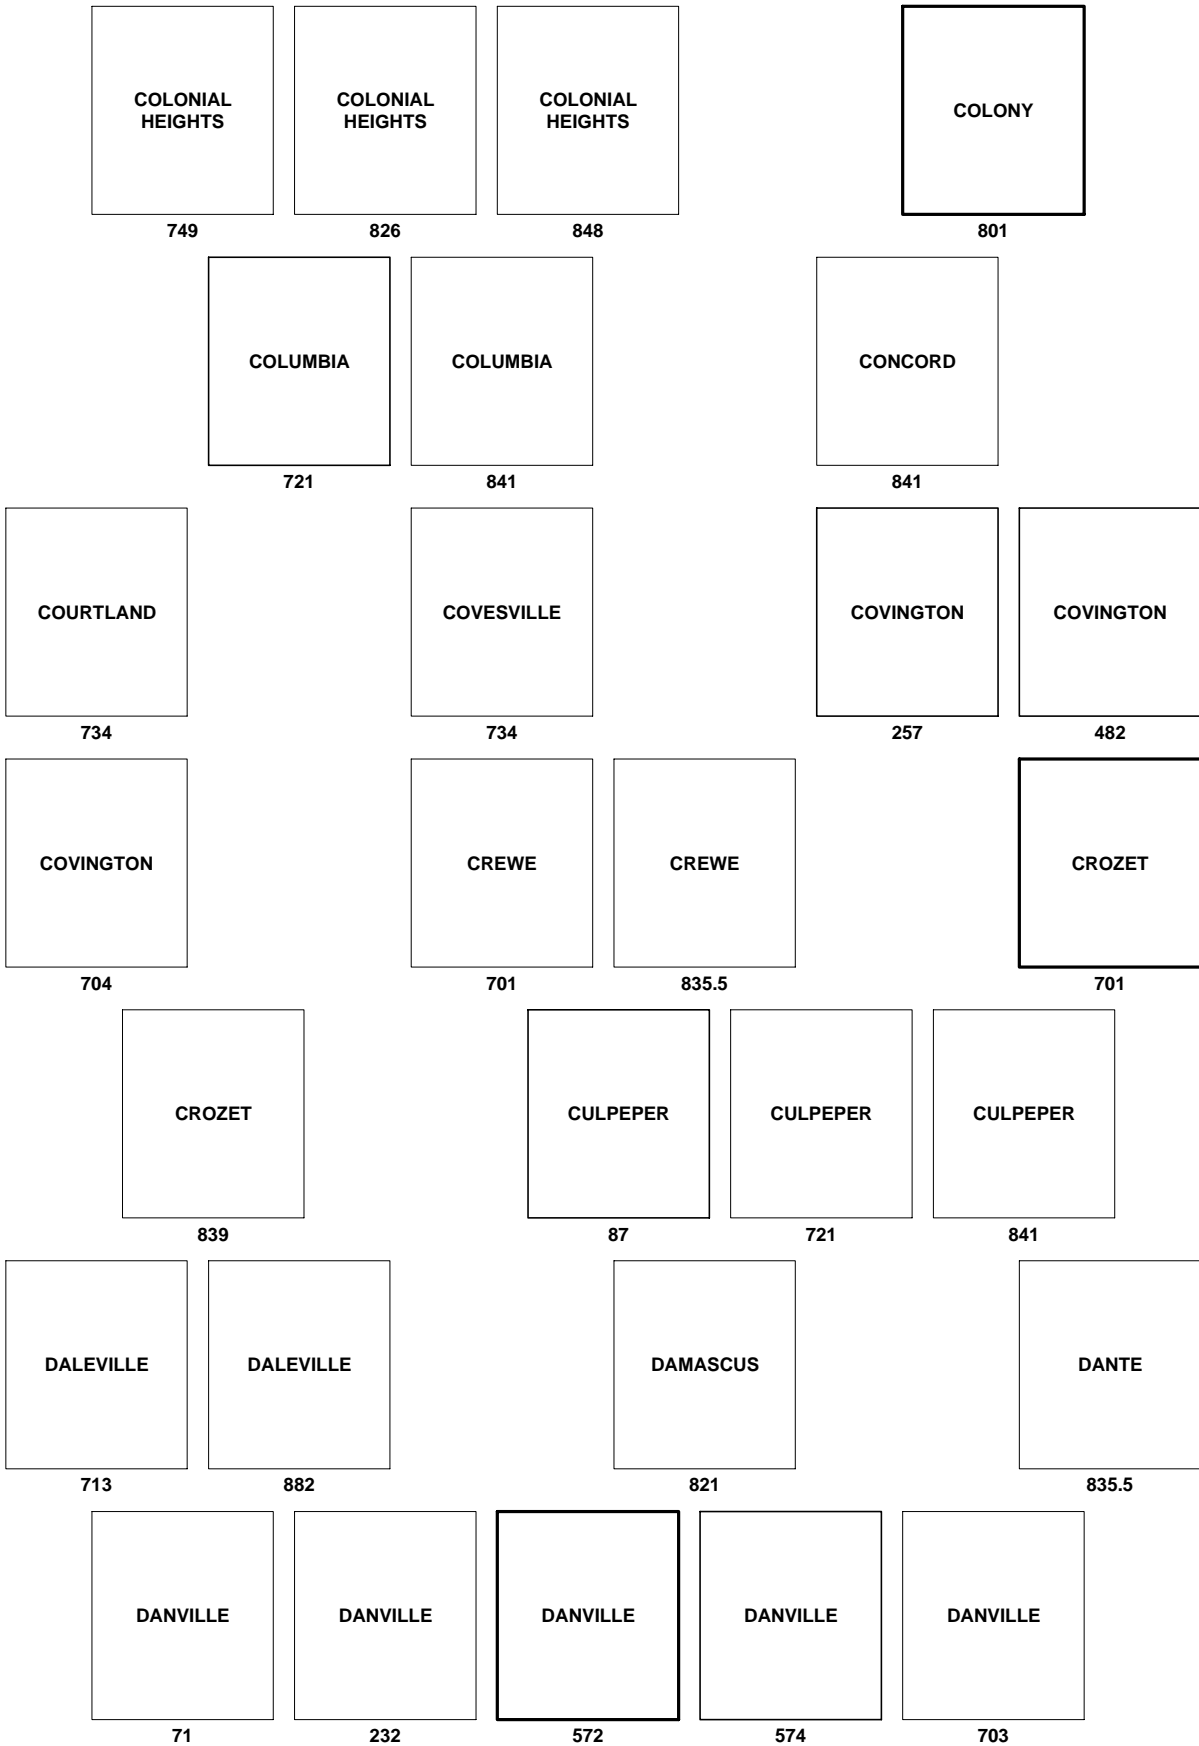 COLONIAL
HEIGHTS
COLONIAL
HEIGHTS
COLONIAL
HEIGHTS
COLONY
749 826 848 801
COLUMBIA COLUMBIA CONCORD
721 841 841
COURTLAND COVESVILLE COVINGTON COVINGTON
734 734 257 482
COVINGTON CREWE CREWE CROZET
704 701 835.5 701
CROZET CULPEPER CULPEPER CULPEPER
839 87 721 841
DALEVILLE DALEVILLE DAMASCUS DANTE
713 882 821 835.5
DANVILLE DANVILLE DANVILLE DANVILLE DANVILLE
71 232 572 574 703